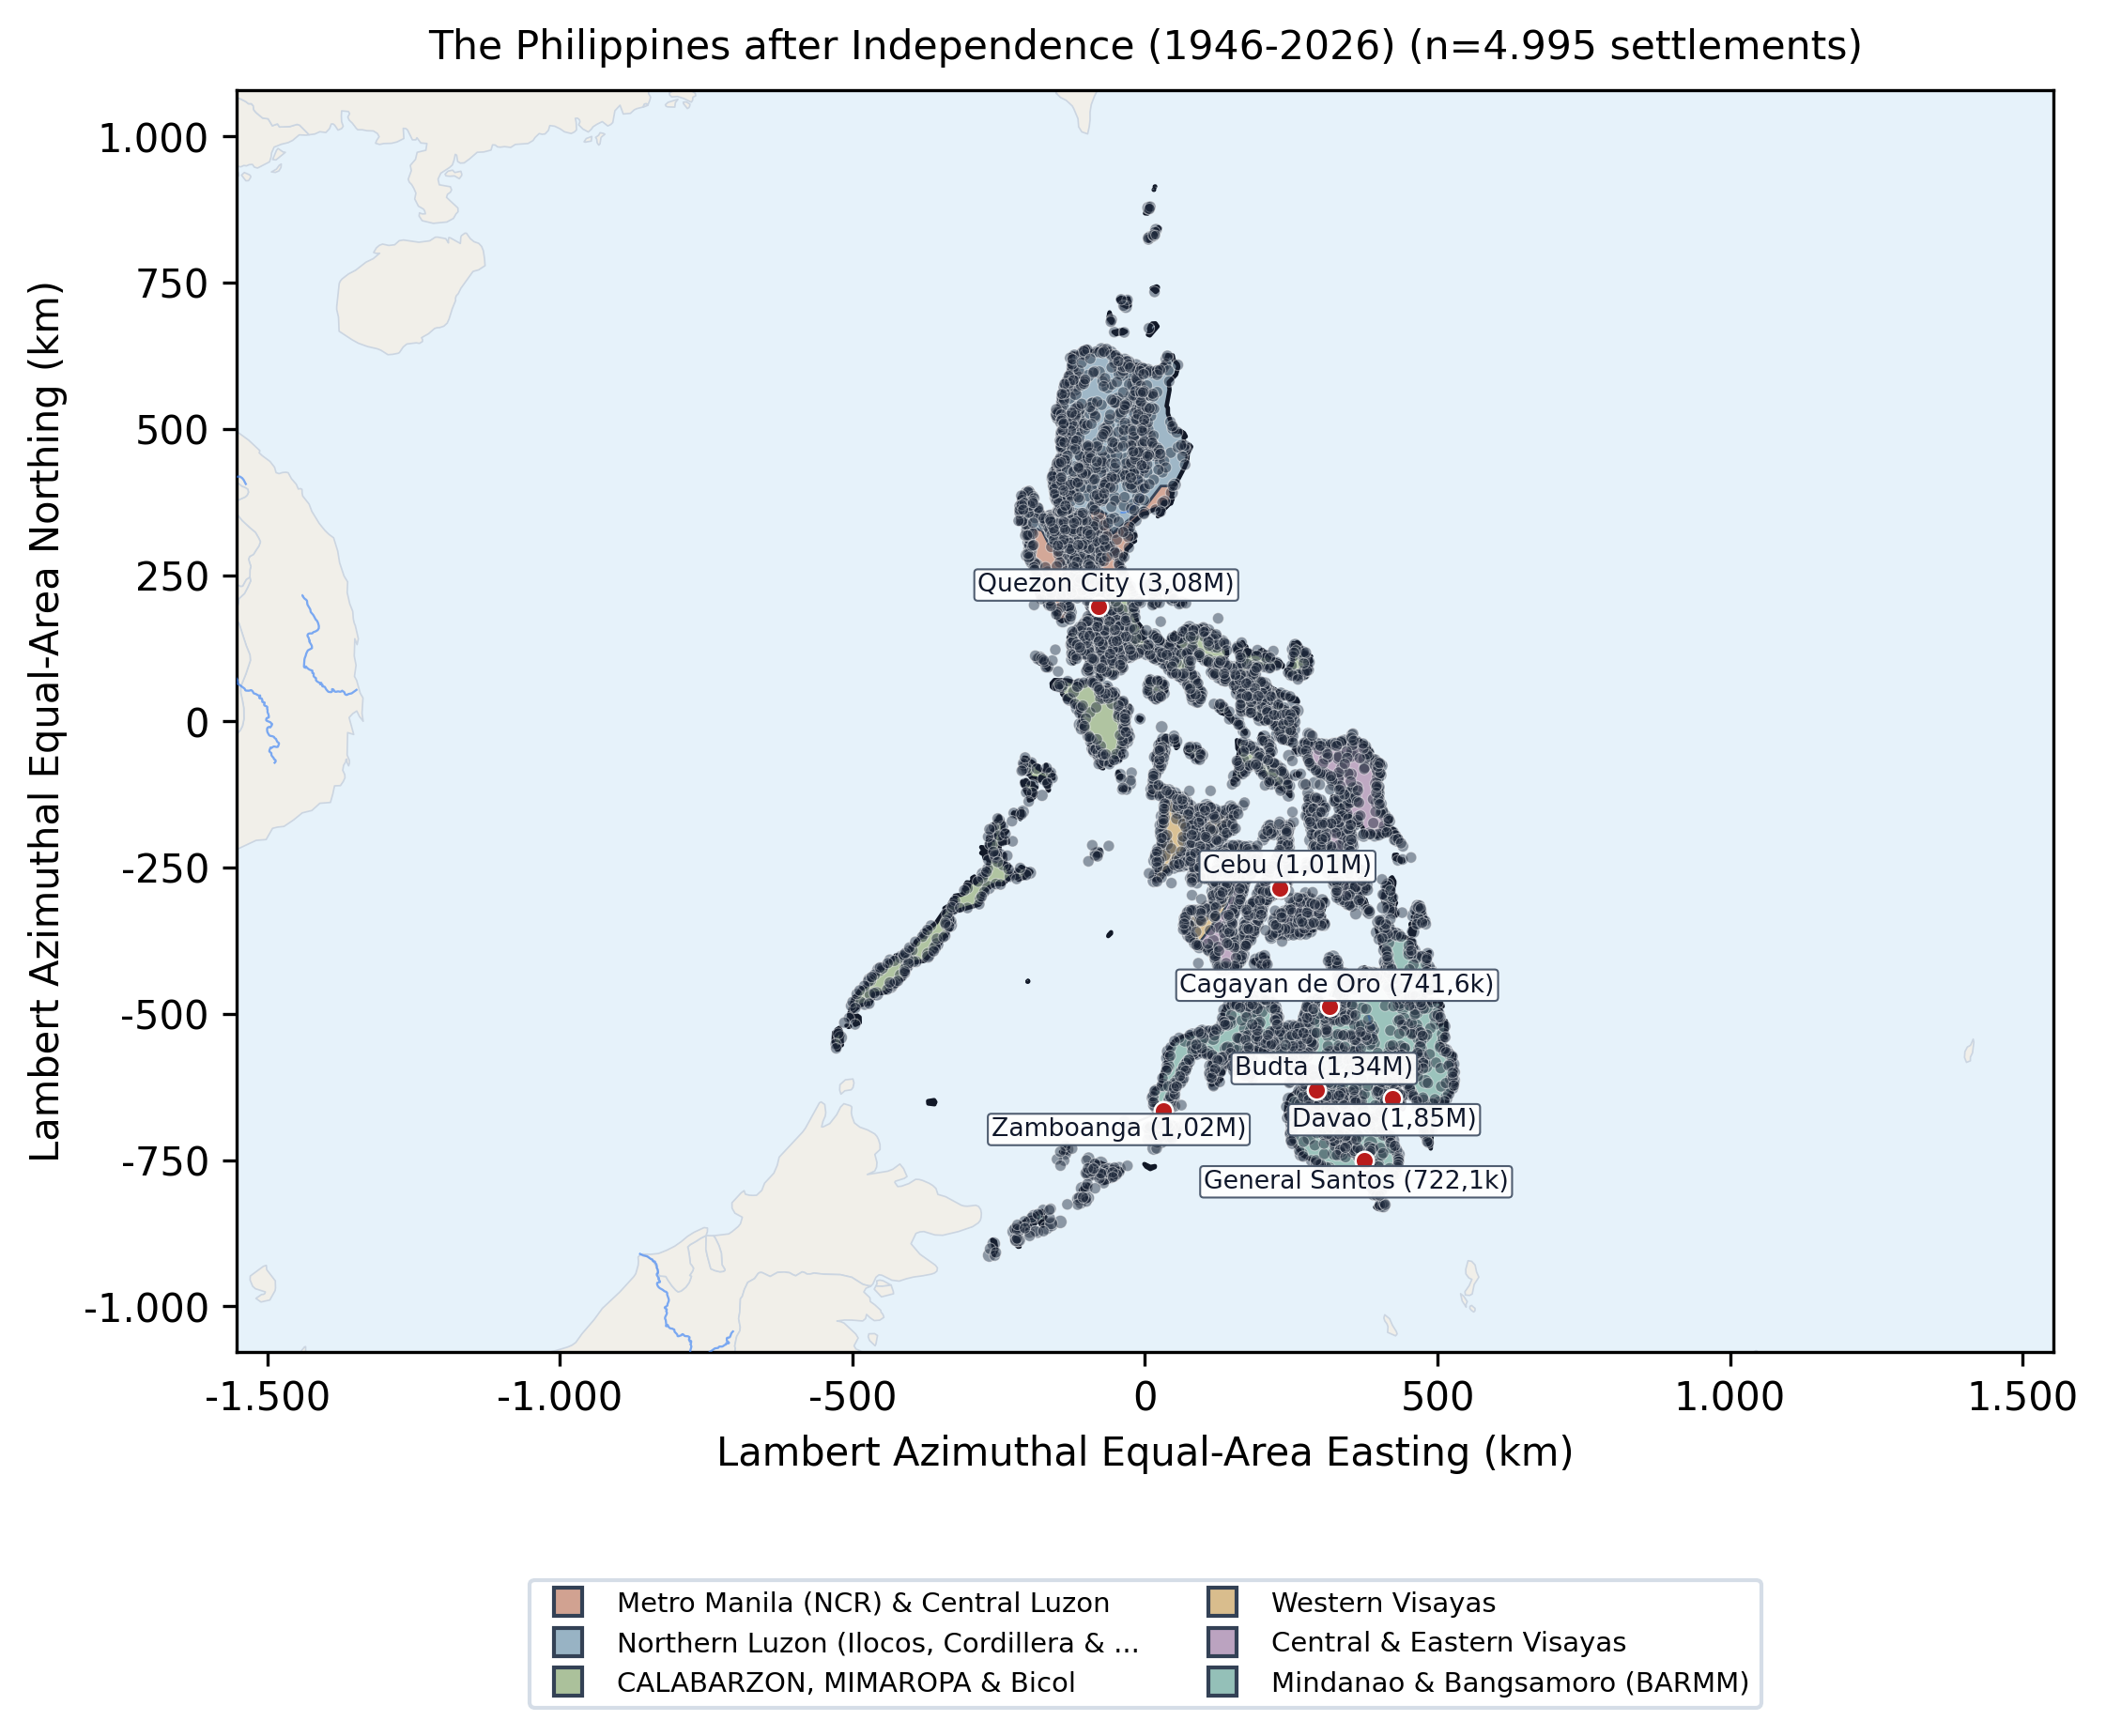 The Philippines after Independence (1946-2026) (n=4.995 settlements)
Lambert Azimuthal Equal-Area Northing (km)
1.000
750
500
250
0
-250
-500
-750
-1.000
Quezon City (3,08M)
Cebu (1,01M)
Cagayan de Oro (741,6k)
Budta (1,34M)
Davao (1,85M)
Zamboanga (1,02M)
General Santos (722,1k)
-1.500
-1.000
-500
0
500
1.000
1.500
Lambert Azimuthal Equal-Area Easting (km)
Metro Manila (NCR) & Central Luzon
Northern Luzon (Ilocos, Cordillera & ...
CALABARZON, MIMAROPA & Bicol
Western Visayas
Central & Eastern Visayas
Mindanao & Bangsamoro (BARMM)